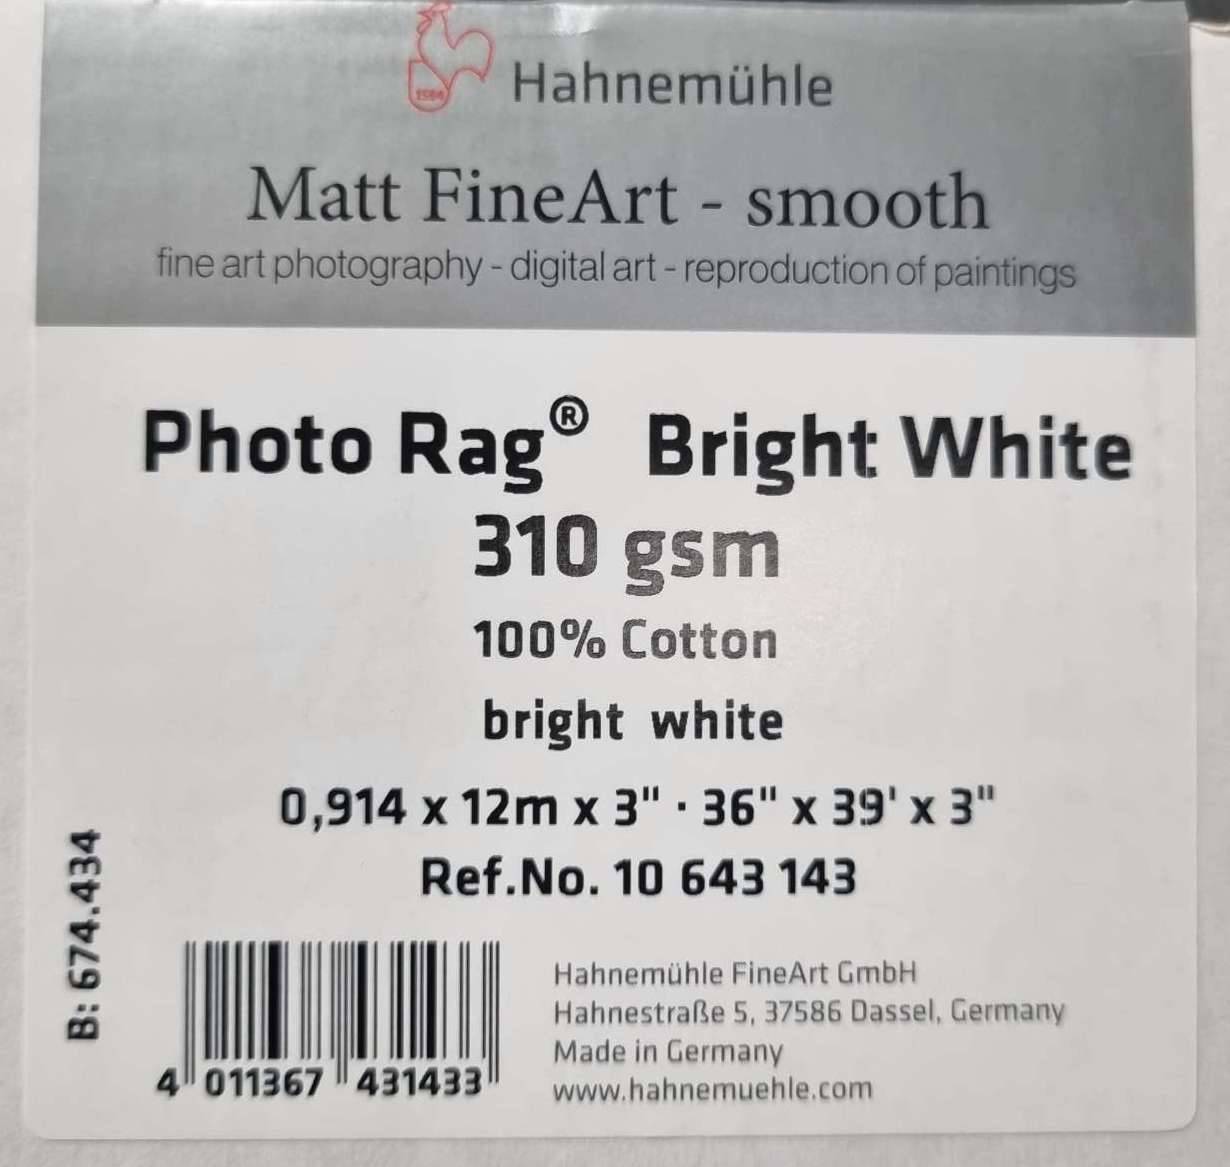 1584
Hahnemühle
Matt FineArt - smooth
fine art photography - digital art - reproduction of paintings
Photo Rag® Bright White
310 gsm
100% Cotton
bright white
0,914 x 12m x 3" · 36" x 39' x 3"
Ref.No. 10 643 143
B: 674.434
4 011367 431433
Hahnemühle FineArt GmbH
Hahnestraße 5, 37586 Dassel, Germany
Made in Germany
www.hahnemuehle.com